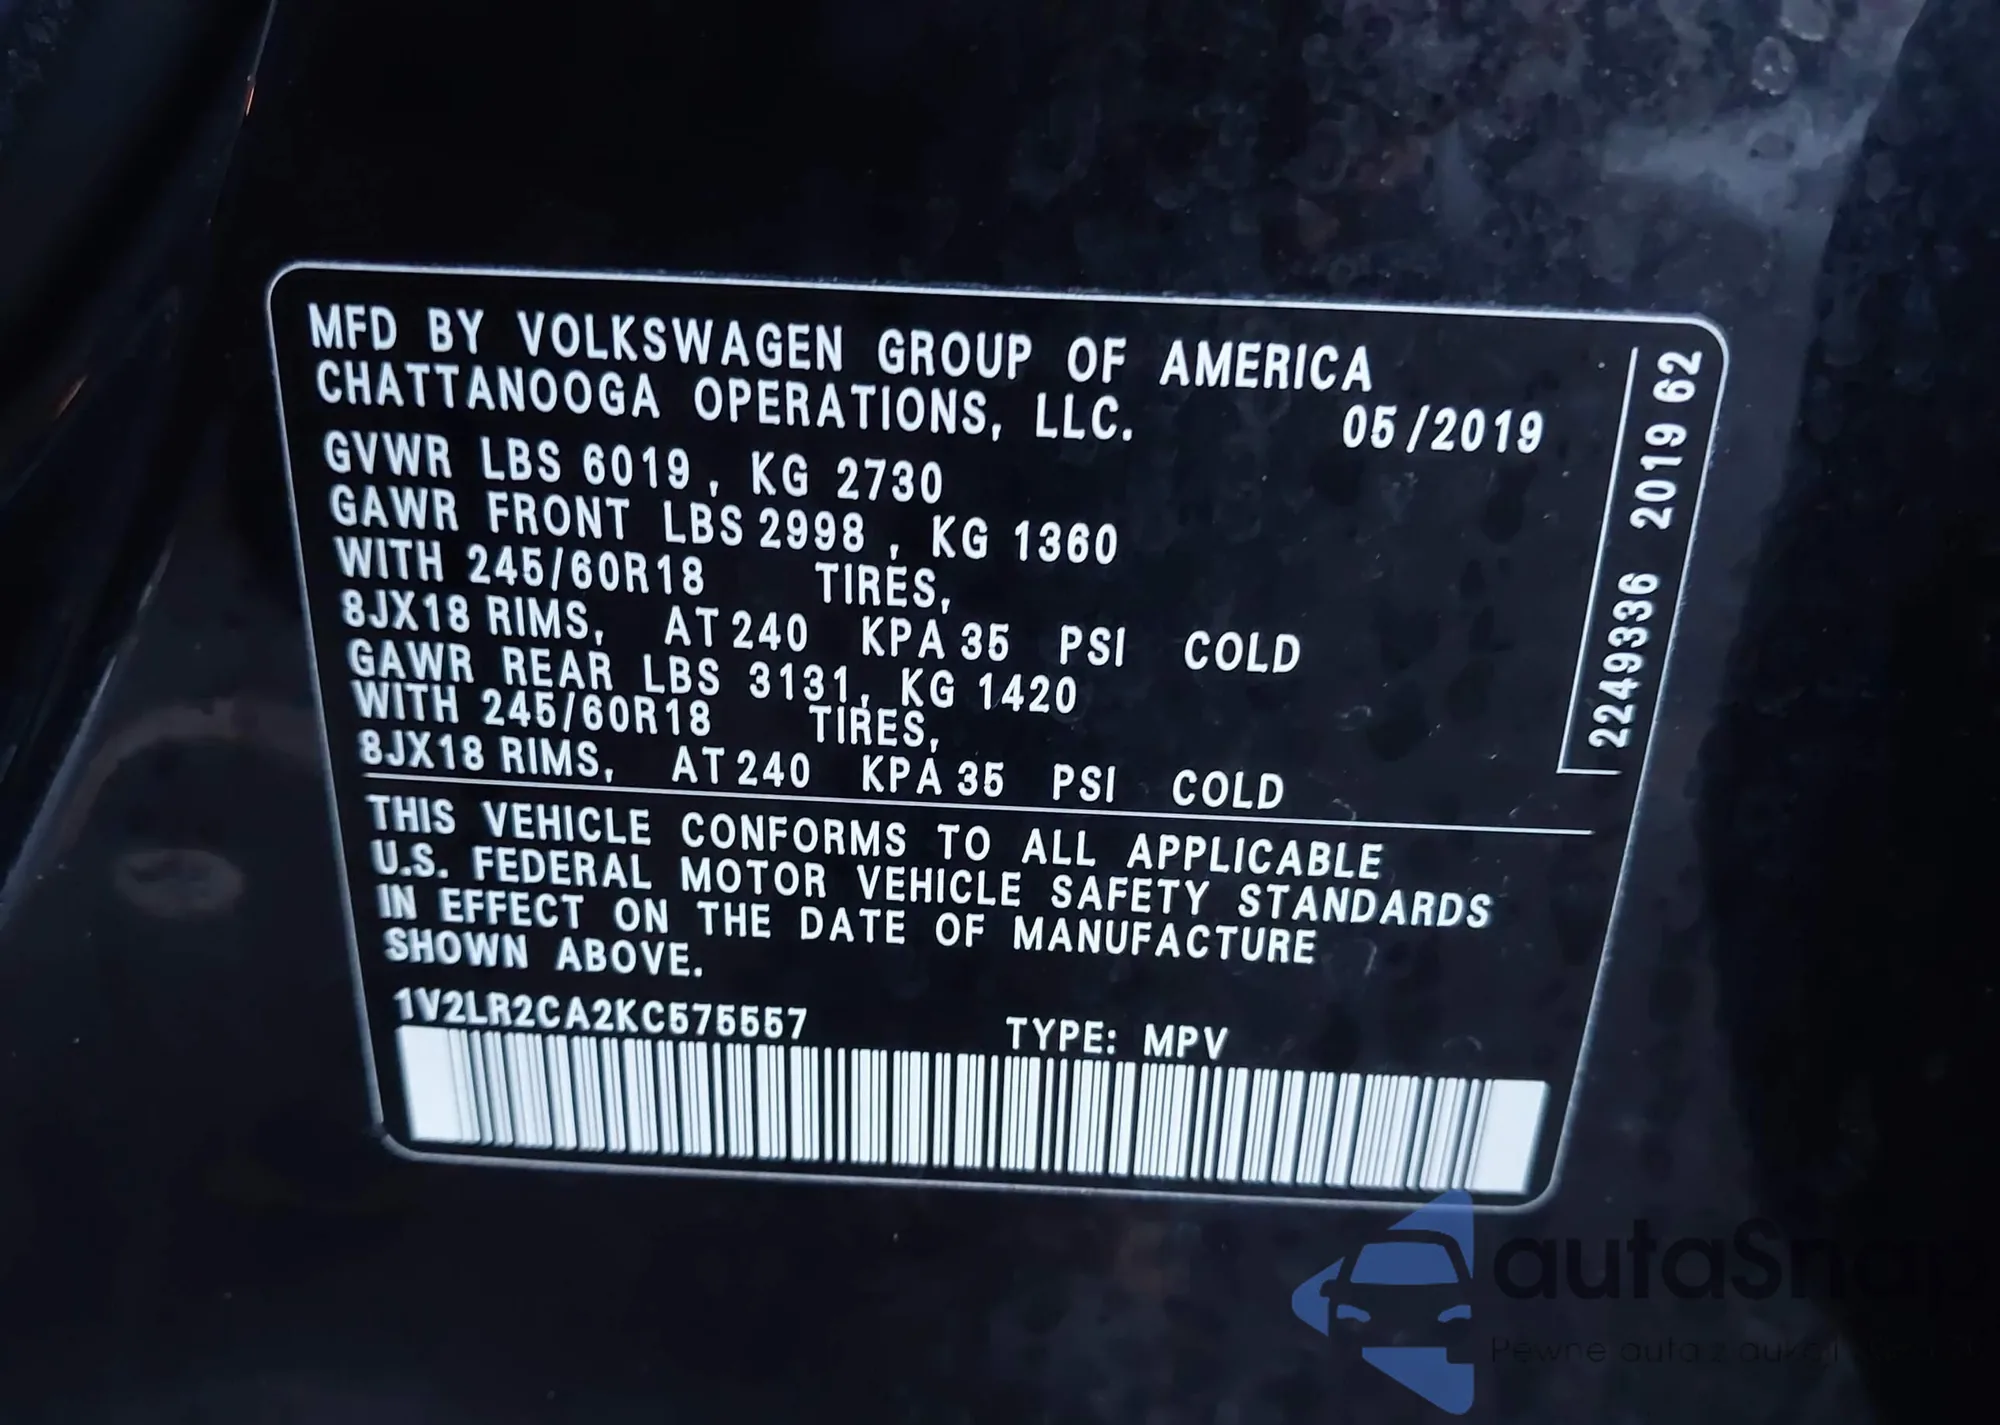 MFD BY VOLKSWAGEN GROUP OF AMERICA
CHATTANOOGA OPERATIONS, LLC. 05/2019
GVWR LBS 6019, KG 2730
GAWR FRONT LBS 2998, KG 1360
WITH 245/60R18 TIRES,
8JX18 RIMS, AT 240 KPA 35 PSI COLD
GAWR REAR LBS 3131, KG 1420
WITH 245/60R18 TIRES,
8JX18 RIMS, AT 240 KPA 35 PSI COLD
THIS VEHICLE CONFORMS TO ALL APPLICABLE
U.S. FEDERAL MOTOR VEHICLE SAFETY STANDARDS
IN EFFECT ON THE DATE OF MANUFACTURE
SHOWN ABOVE.
1V2LR2CA2KC575557 TYPE: MPV
2249336 2019 62
autaSnap
Pewne auta z